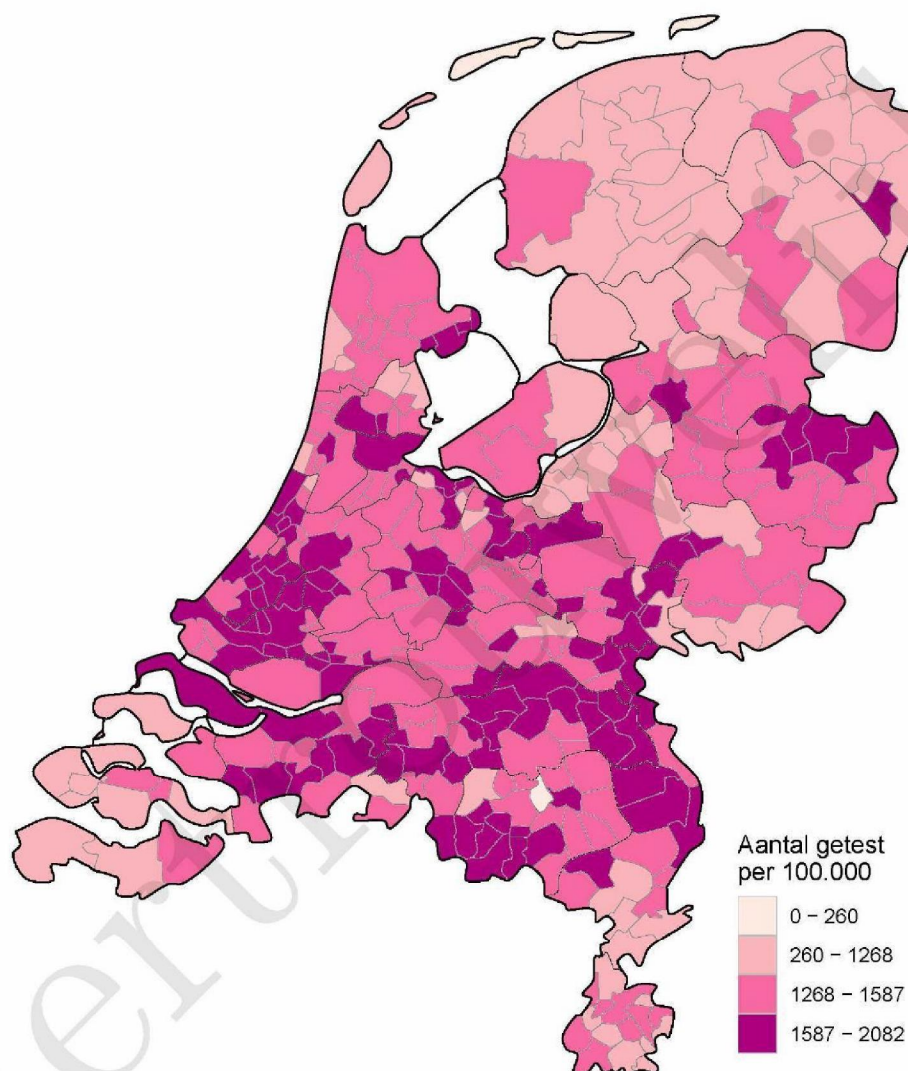 Aantal getest
per 100.000
0 – 260
260 – 1268
1268 – 1587
1587 – 2082